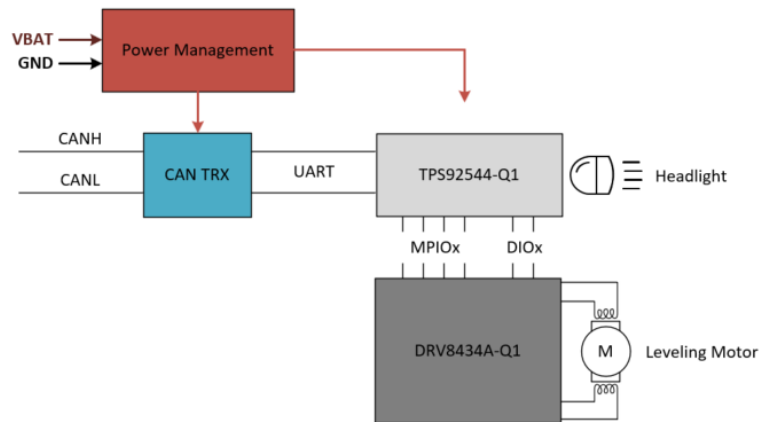 VBAT
GND
Power Management
CANH
CANL
CAN TRX
UART
TPS92544-Q1
Headlight
MPIOx
DIOx
DRV8434A-Q1
M
Leveling Motor